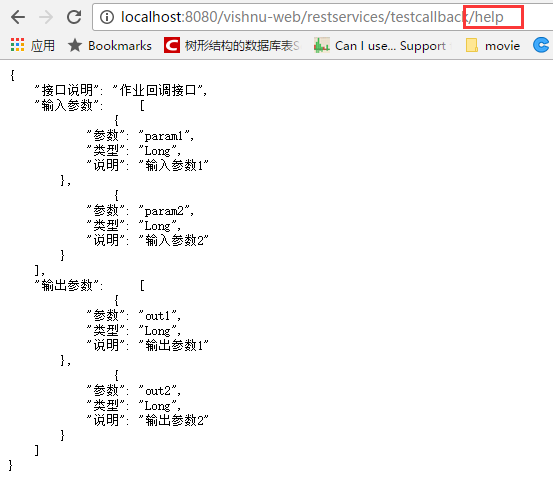 localhost:8080/vishnu-web/restservices/testcallback/help
应用 Bookmarks 树形结构的数据库表S Can I use... Support movie
{
"接口说明": "作业回调接口",
"输入参数": [
{
"参数": "param1",
"类型": "Long",
"说明": "输入参数1"
},
{
"参数": "param2",
"类型": "Long",
"说明": "输入参数2"
}
],
"输出参数": [
{
"参数": "out1",
"类型": "Long",
"说明": "输出参数1"
},
{
"参数": "out2",
"类型": "Long",
"说明": "输出参数2"
}
]
}